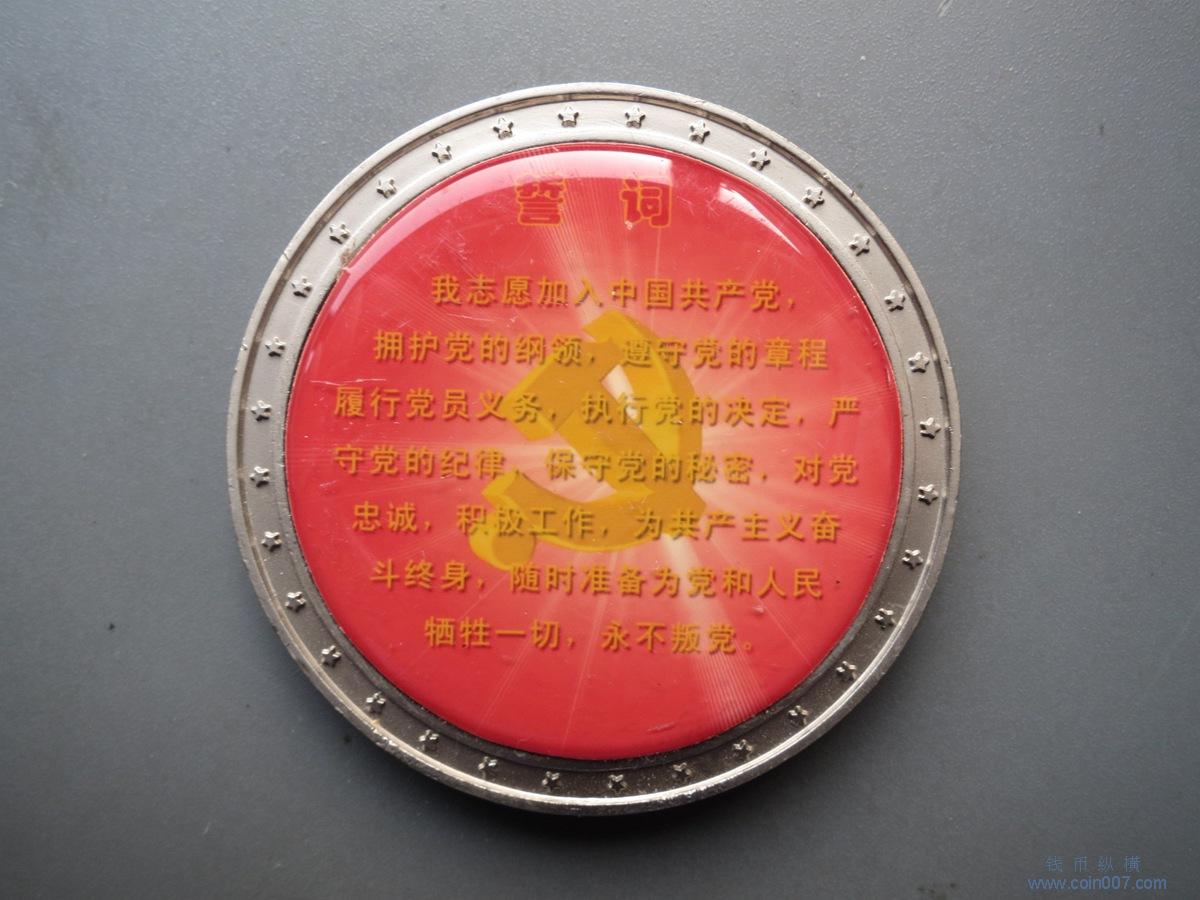 誓 词
我志愿加入中国共产党，
拥护党的纲领，遵守党的章程
履行党员义务，执行党的决定，严
守党的纪律，保守党的秘密，对党
忠诚，积极工作，为共产主义奋
斗终身，随时准备为党和人民
牺牲一切，永不叛党。
钱币纵横
www.coin007.com